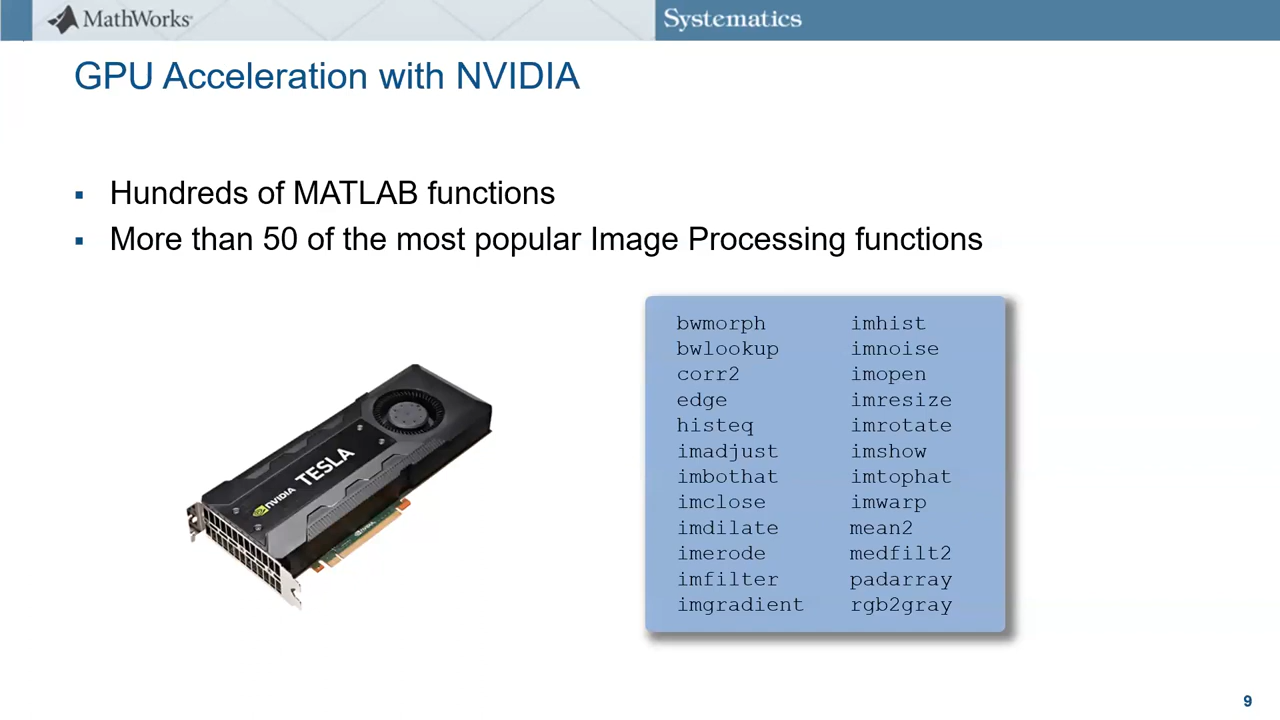 MathWorks
Systematics
GPU Acceleration with NVIDIA
▪ Hundreds of MATLAB functions
▪ More than 50 of the most popular Image Processing functions
bwmorph
bwlookup
corr2
edge
histeq
imadjust
imbothat
imclose
imdilate
imerode
imfilter
imgradient
imhist
imnoise
imopen
imresize
imrotate
imshow
imtophat
imwarp
mean2
medfilt2
padarray
rgb2gray
NVIDIA TESLA
9